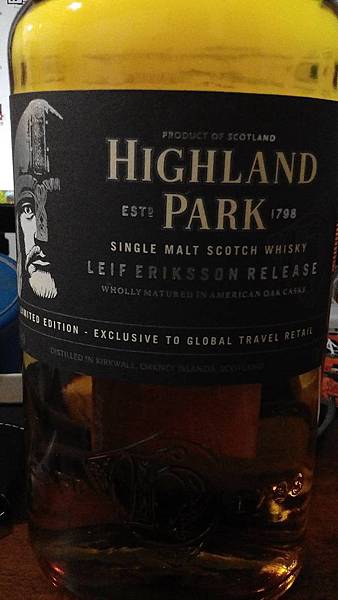 PRODUCT OF SCOTLAND
HIGHLAND
ESTD PARK 1798
SINGLE MALT SCOTCH WHISKY
LEIF ERIKSSON RELEASE
WHOLLY MATURED IN AMERICAN OAK CASKS
LIMITED EDITION - EXCLUSIVE TO GLOBAL TRAVEL RETAIL
DISTILLED IN KIRKWALL, ORKNEY ISLANDS, SCOTLAND
1798